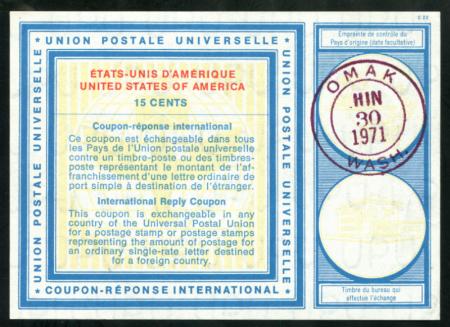 C 22
UNION POSTALE UNIVERSELLE
UNION POSTALE UNIVERSELLE
UNION POSTALE UNIVERSELLE
ÉTATS-UNIS D'AMÉRIQUE
UNITED STATES OF AMERICA
15 CENTS
Coupon-réponse international
Ce coupon est échangeable dans tous
les Pays de l'Union postale universelle
contre un timbre-poste ou des timbres-
poste représentant le montant de l'af-
franchissement d'une lettre ordinaire de
port simple à destination de l'étranger.
International Reply Coupon
This coupon is exchangeable in any
country of the Universal Postal Union
for a postage stamp or postage stamps
representing the amount of postage for
an ordinary single-rate letter destined
for a foreign country.
COUPON-RÉPONSE INTERNATIONAL
Empreinte de contrôle du
Pays d'origine (date facultative)
OMAK
30
1971
WASH.
Timbre du bureau qui
effectue l'échange